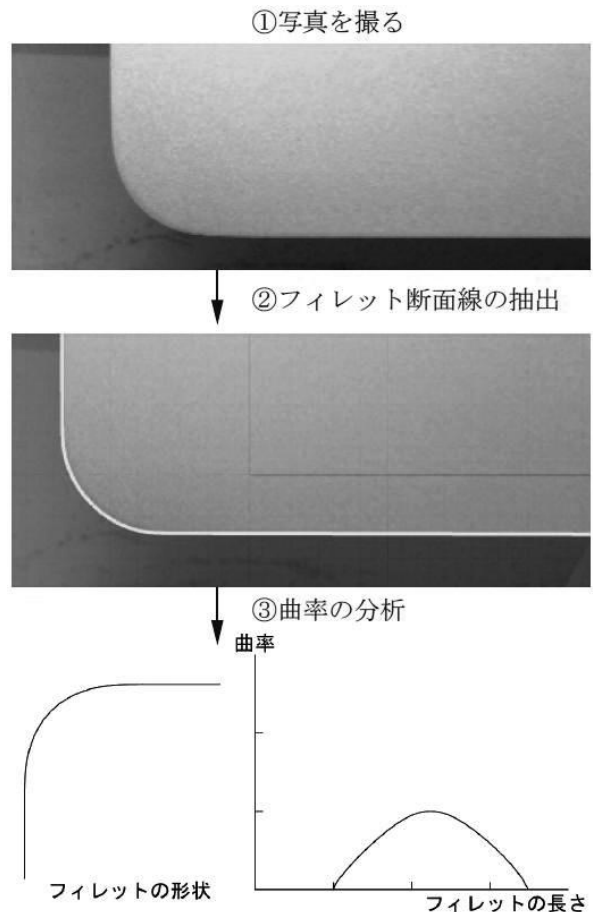 ①写真を撮る
②フィレット断面線の抽出
③曲率の分析
曲率
フィレットの形状
フィレットの長さ